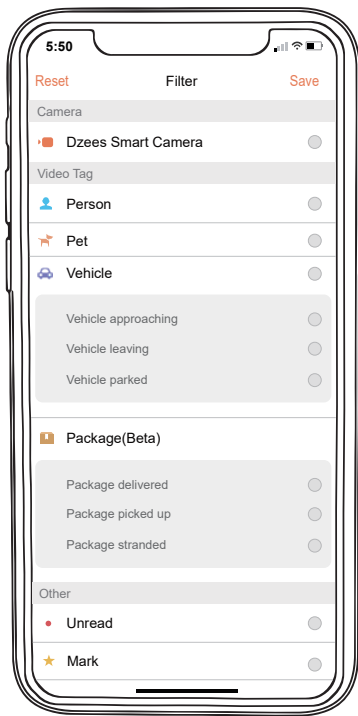 5:50
Reset Filter Save
Camera
Dzees Smart Camera
Video Tag
Person
Pet
Vehicle
Vehicle approaching
Vehicle leaving
Vehicle parked
Package(Beta)
Package delivered
Package picked up
Package stranded
Other
Unread
Mark